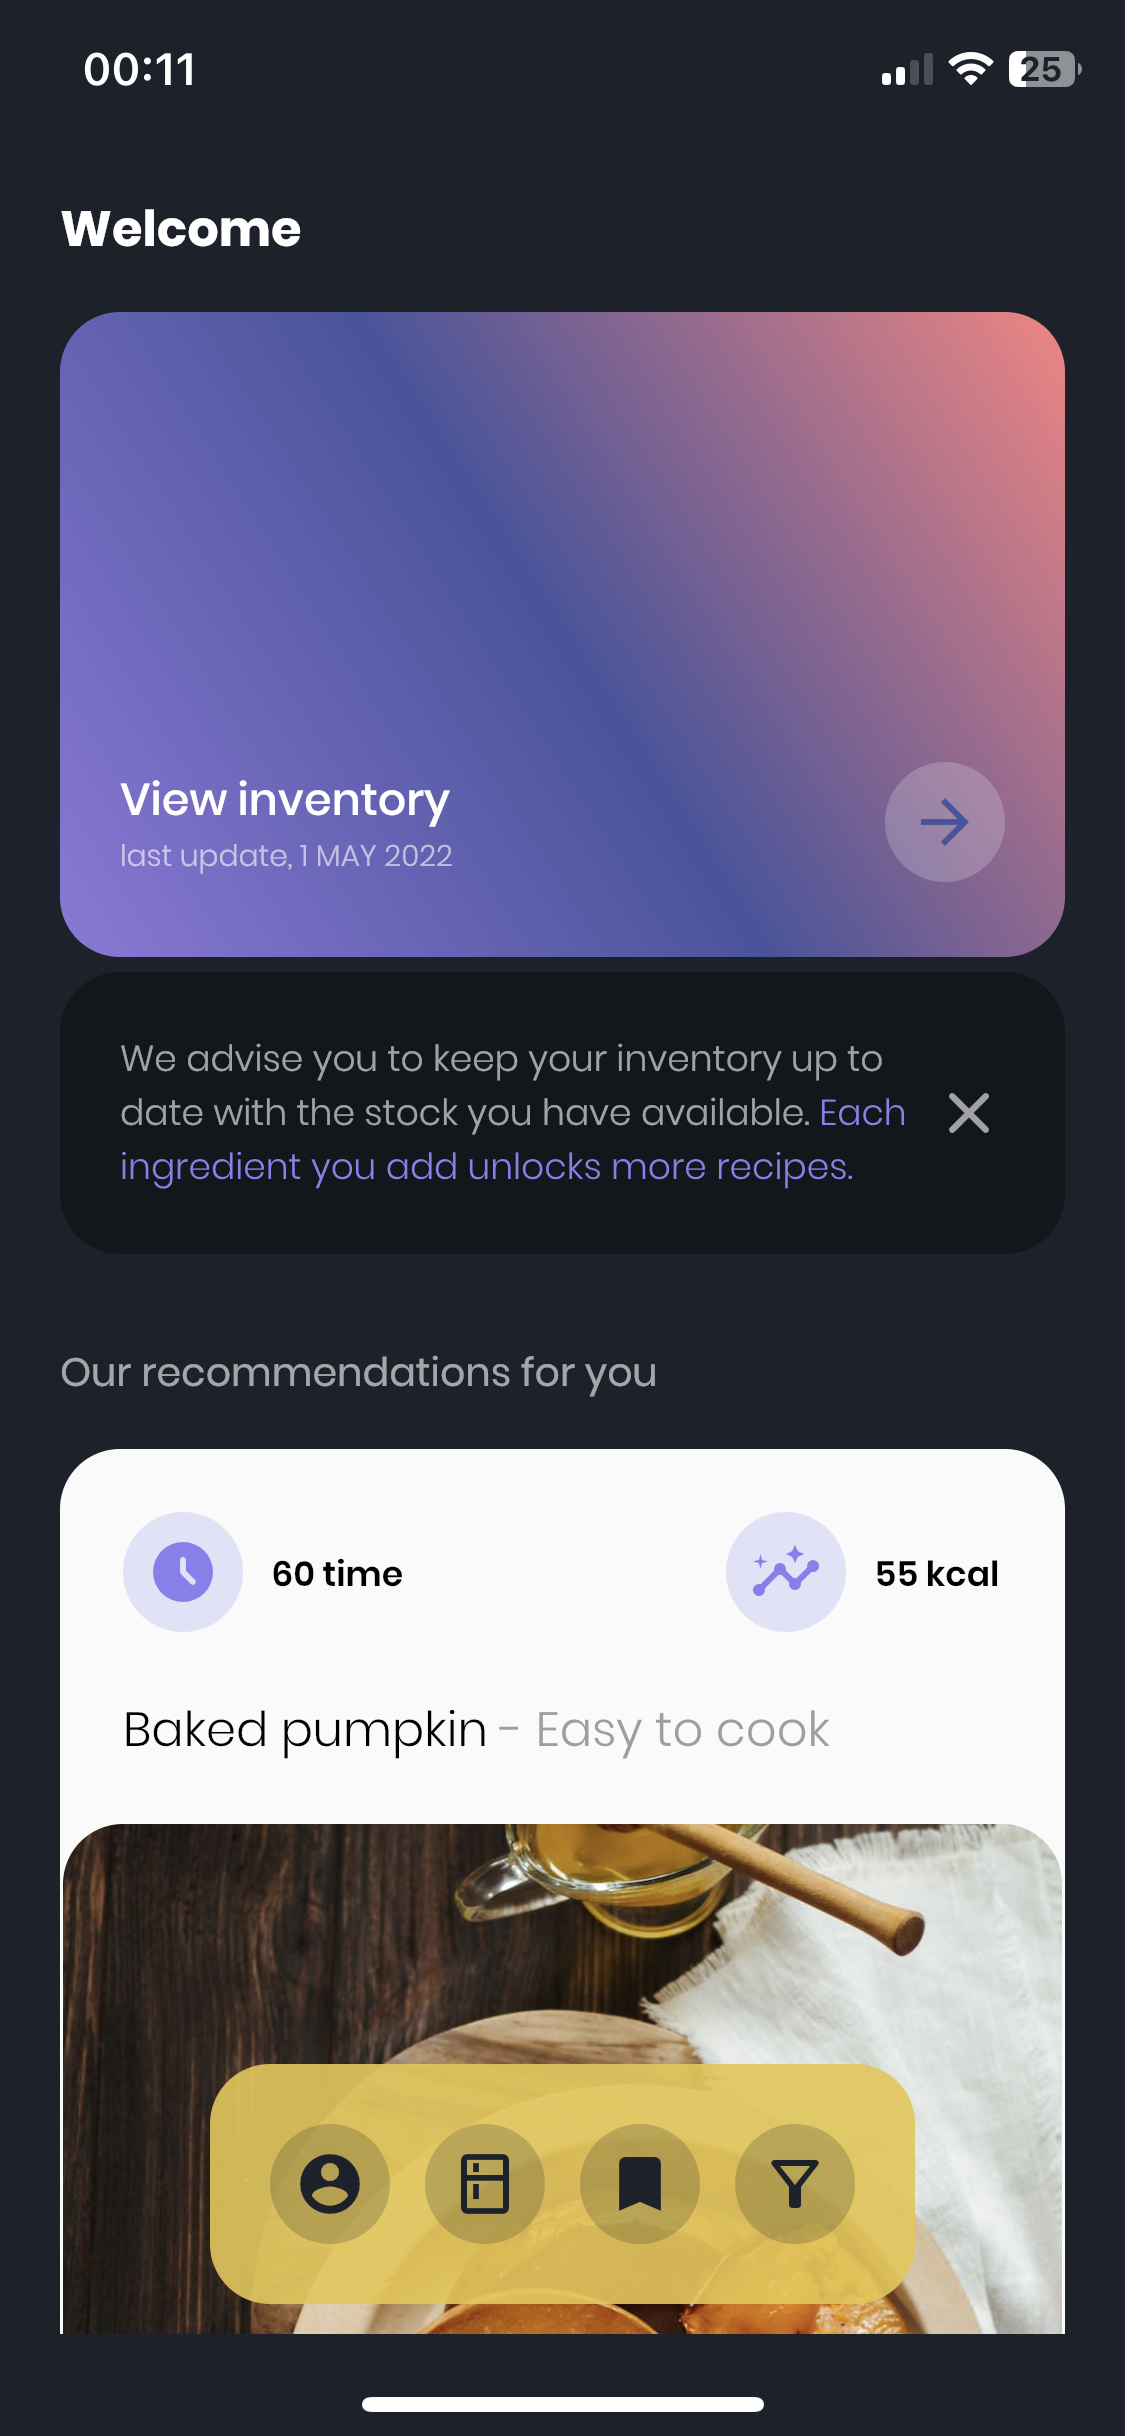 00:11
25
Welcome
View inventory
last update, 1 MAY 2022
We advise you to keep your inventory up to
date with the stock you have available. Each
ingredient you add unlocks more recipes.
Our recommendations for you
60 time
55 kcal
Baked pumpkin - Easy to cook